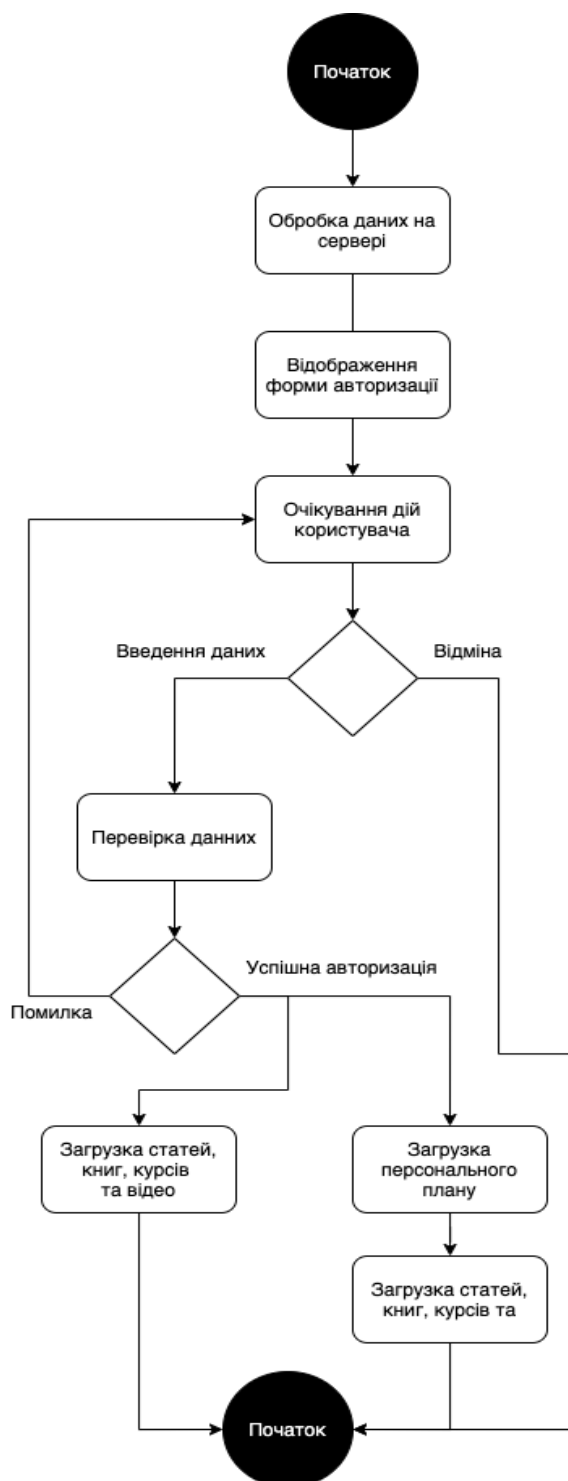 Початок
Обробка даних на
сервері
Відображення
форми авторизації
Очікування дій
користувача
Введення даних
Відміна
Перевірка данних
Успішна авторизація
Помилка
Загрузка статей,
книг, курсів
та відео
Загрузка
персонального
плану
Загрузка статей,
книг, курсів та
Початок